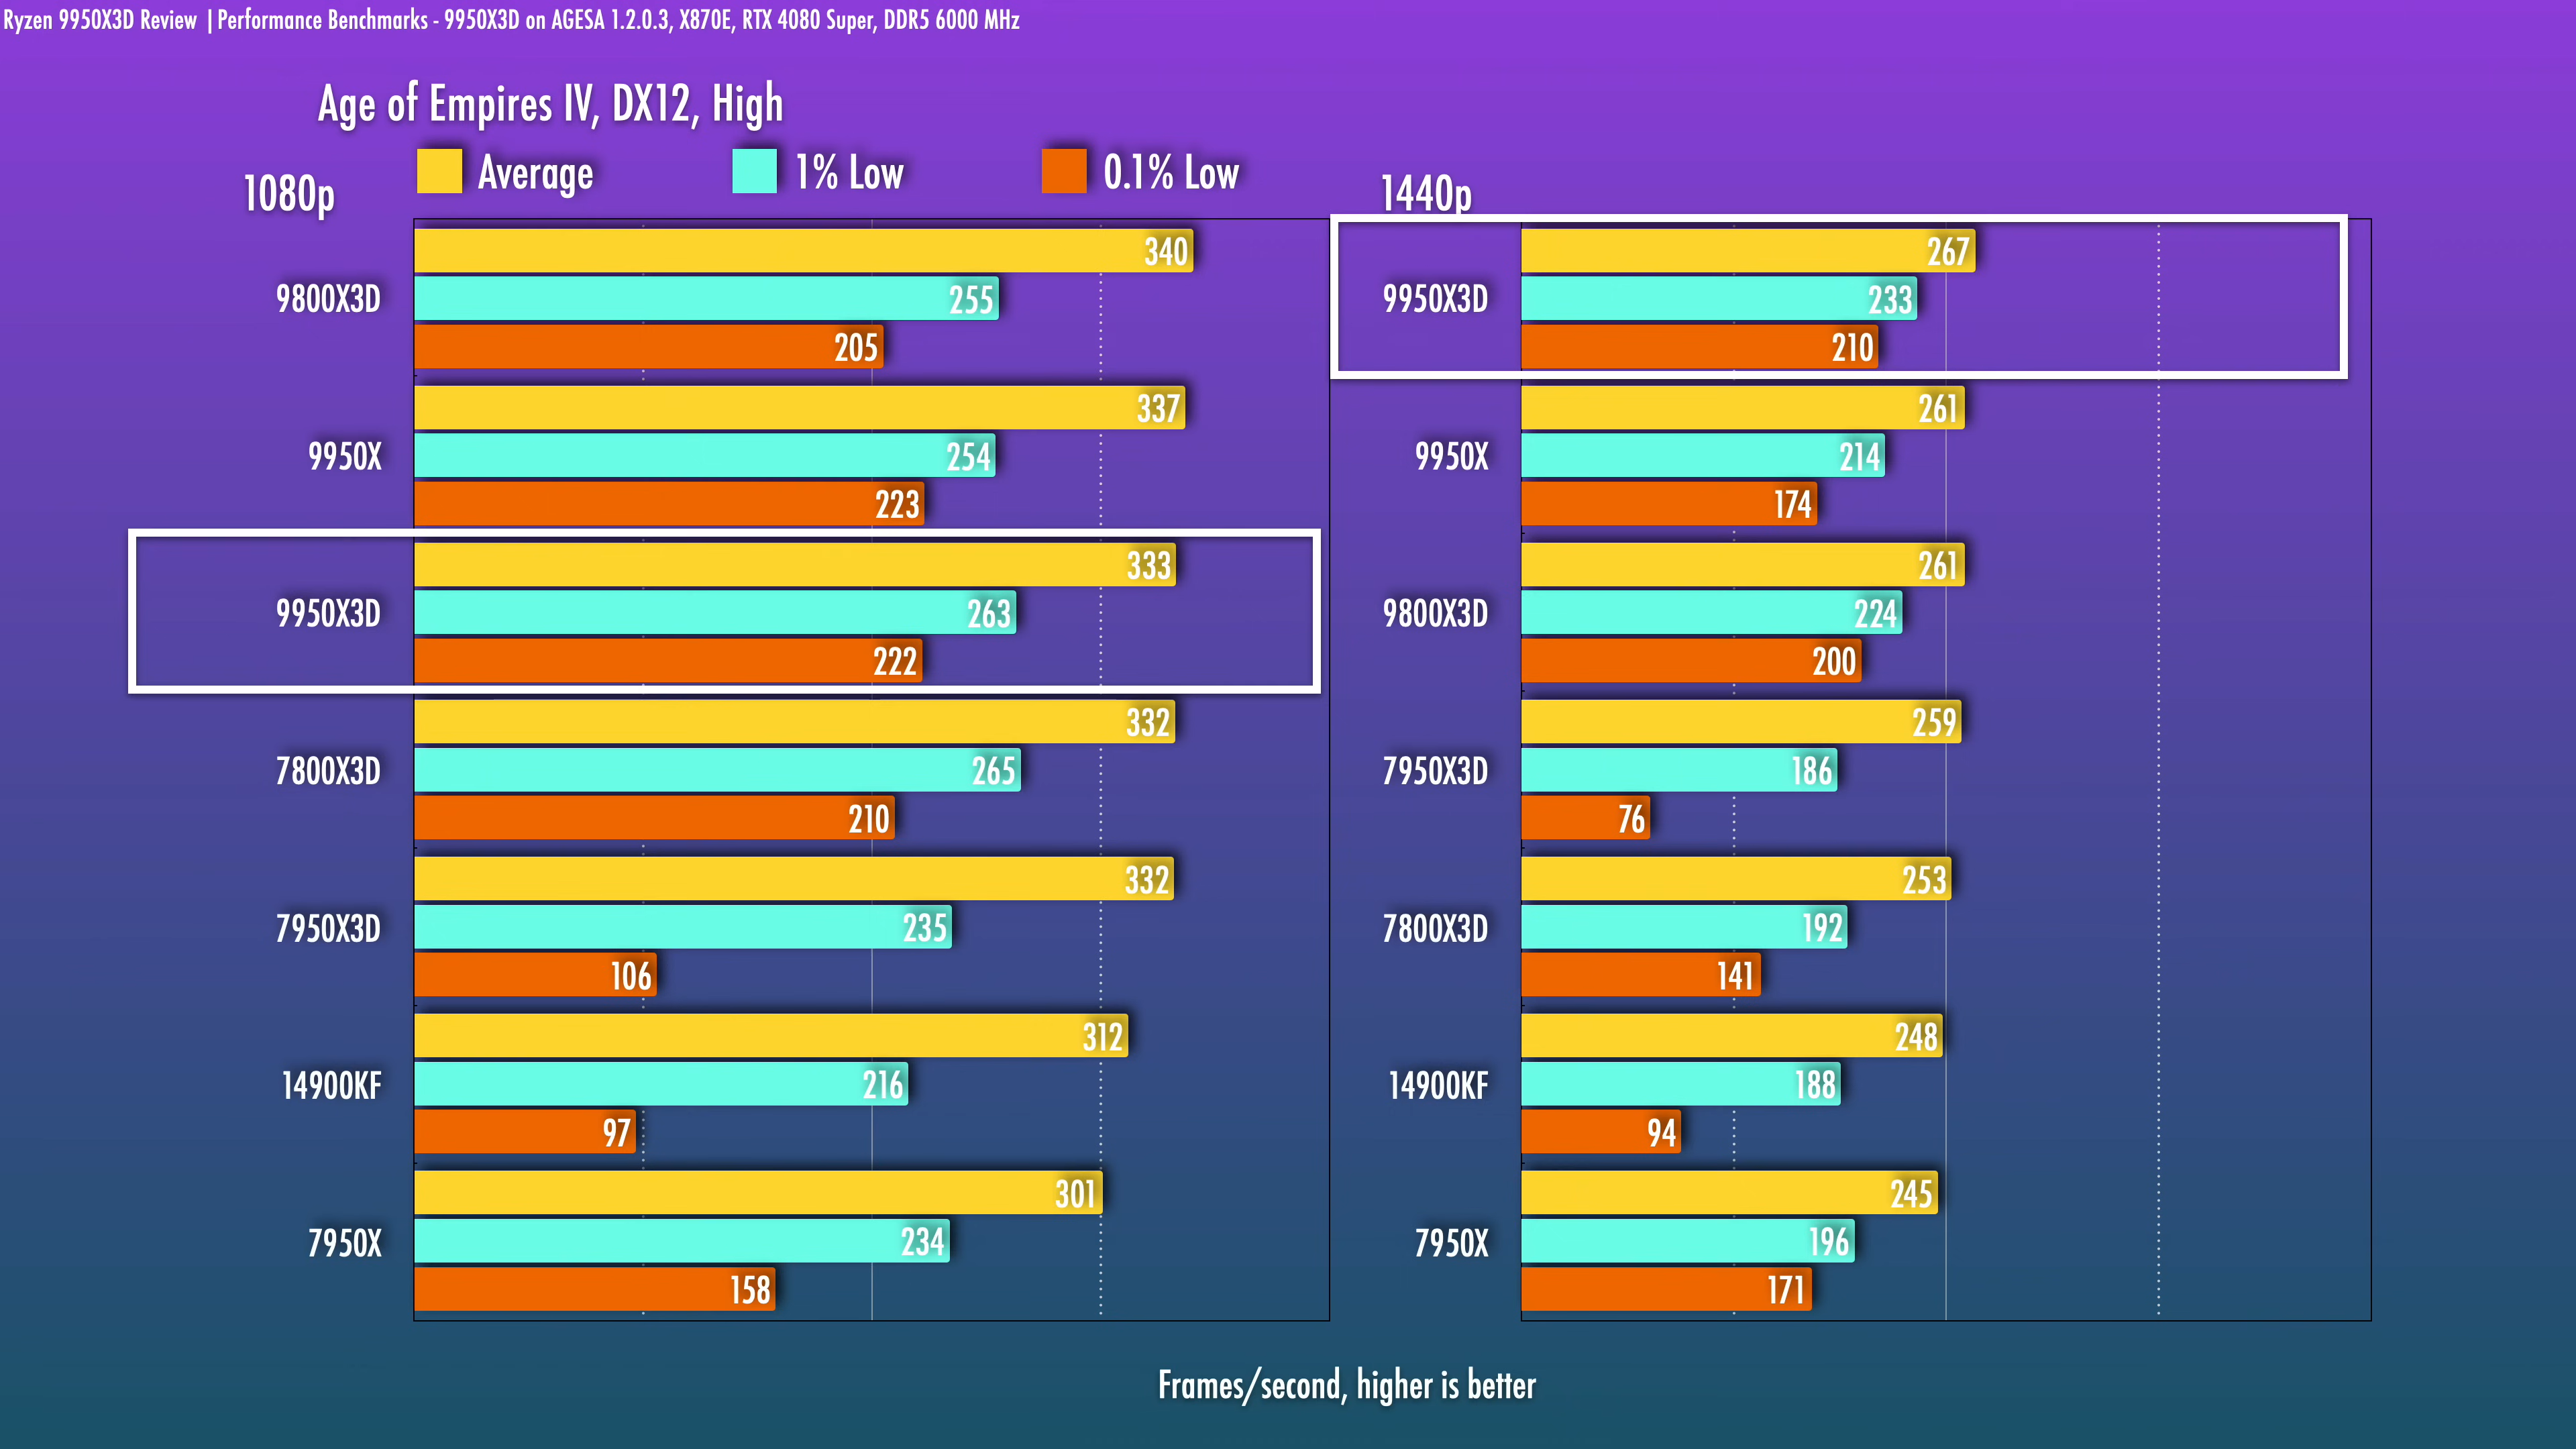 Ryzen 9950X3D Review | Performance Benchmarks - 9950X3D on AGESA 1.2.0.3, X870E, RTX 4080 Super, DDR5 6000 MHz
Age of Empires IV, DX12, High
Average 1% Low 0.1% Low
1080p
340
9800X3D 255
205
337
9950X 254
223
333
9950X3D 263
222
332
7800X3D 265
210
332
7950X3D 235
106
312
14900KF 216
97
301
7950X 234
158
1440p
267
9950X3D 233
210
261
9950X 214
174
261
9800X3D 224
200
259
7950X3D 186
76
253
7800X3D 192
141
248
14900KF 188
94
245
7950X 196
171
Frames/second, higher is better